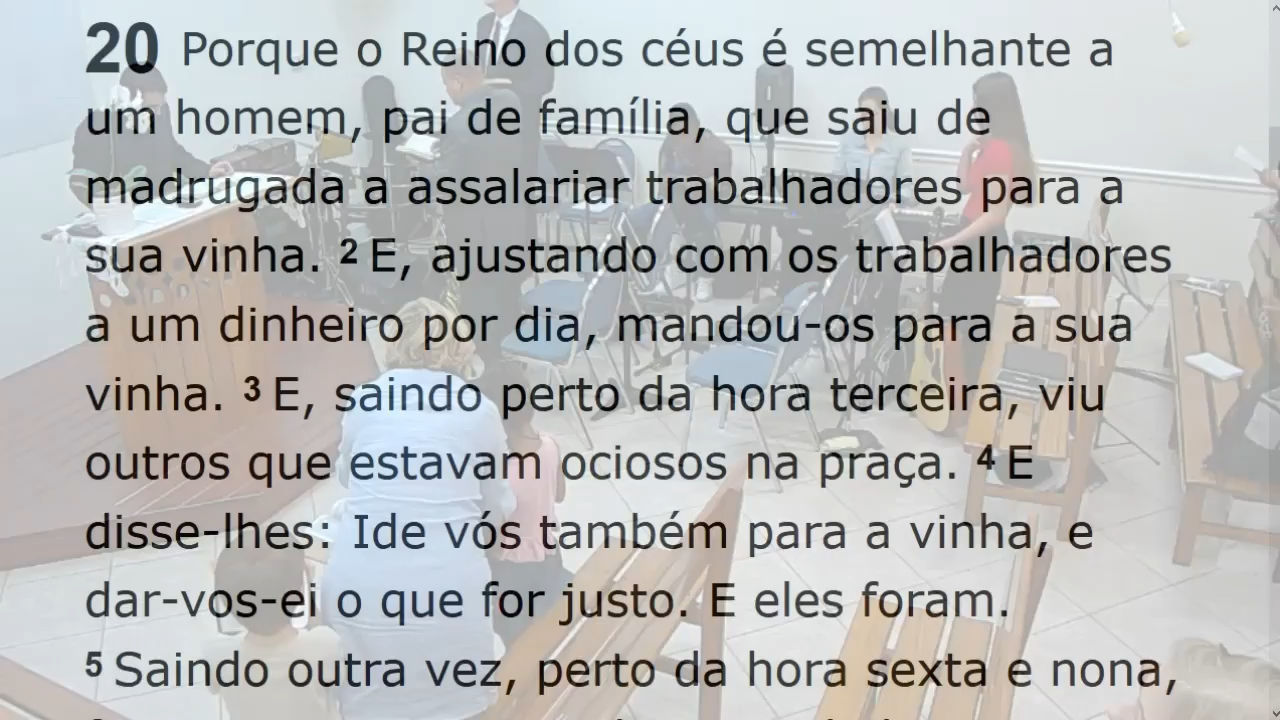 20 Porque o Reino dos céus é semelhante a
um homem, pai de família, que saiu de
madrugada a assalariar trabalhadores para a
sua vinha. 2 E, ajustando com os trabalhadores
a um dinheiro por dia, mandou-os para a sua
vinha. 3 E, saindo perto da hora terceira, viu
outros que estavam ociosos na praça. 4 E
disse-lhes: Ide vós também para a vinha, e
dar-vos-ei o que for justo. E eles foram.
5 Saindo outra vez, perto da hora sexta e nona,